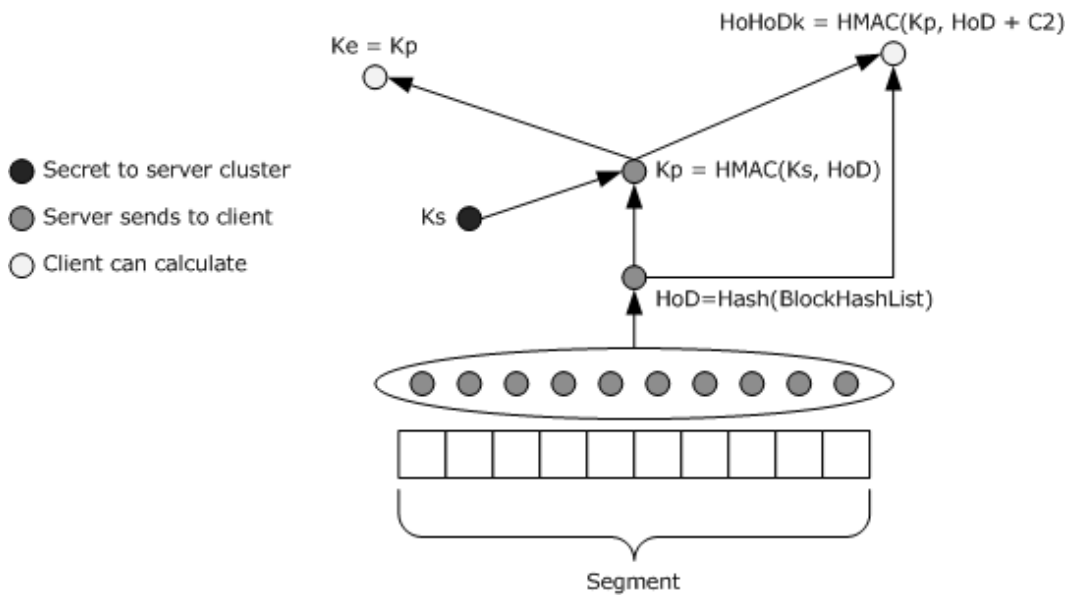 HoHoDk = HMAC(Kp, HoD + C2)
Ke = Kp
Secret to server cluster
Kp = HMAC(Ks, HoD)
Server sends to client
Ks
Client can calculate
HoD=Hash(BlockHashList)
Segment